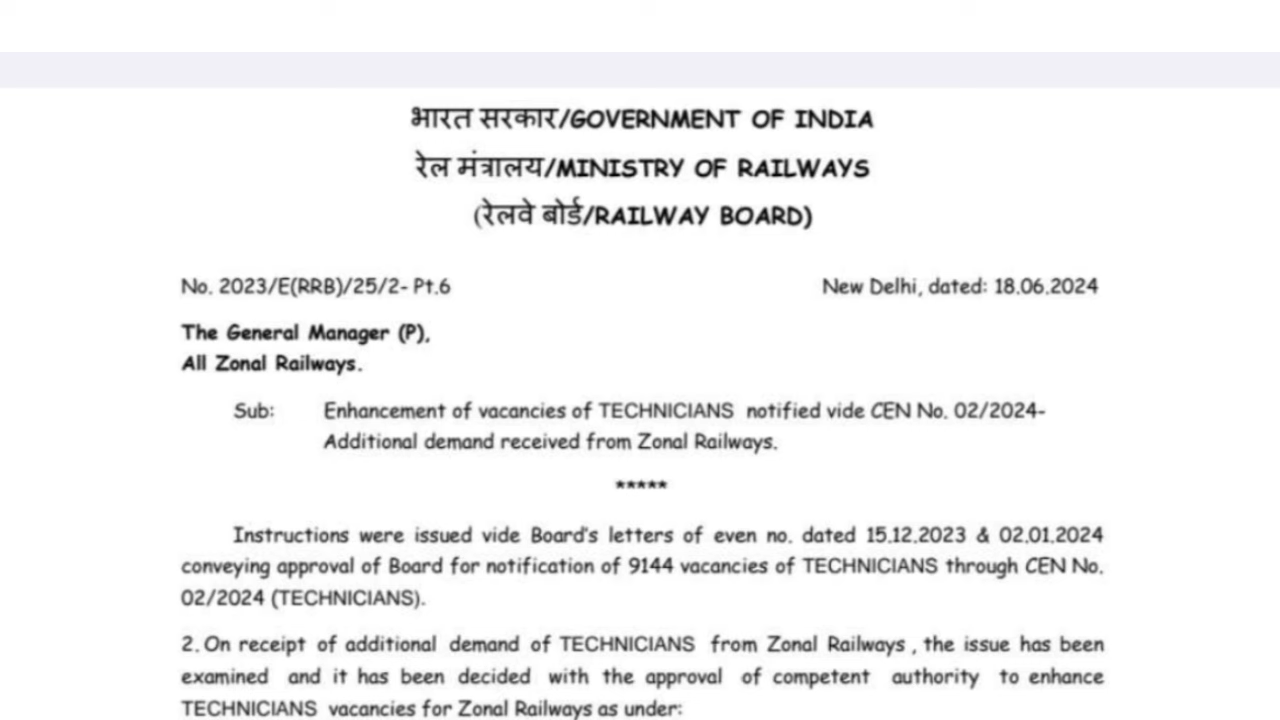 भारत सरकार/GOVERNMENT OF INDIA
रेल मंत्रालय/MINISTRY OF RAILWAYS
(रेलवे बोर्ड/RAILWAY BOARD)
No. 2023/E(RRB)/25/2- Pt.6 New Delhi, dated: 18.06.2024
The General Manager (P),
All Zonal Railways.
Sub: Enhancement of vacancies of TECHNICIANS notified vide CEN No. 02/2024-
Additional demand received from Zonal Railways.
*****
Instructions were issued vide Board's letters of even no. dated 15.12.2023 & 02.01.2024
conveying approval of Board for notification of 9144 vacancies of TECHNICIANS through CEN No.
02/2024 (TECHNICIANS).
2. On receipt of additional demand of TECHNICIANS from Zonal Railways , the issue has been
examined and it has been decided with the approval of competent authority to enhance
TECHNICIANS vacancies for Zonal Railways as under: